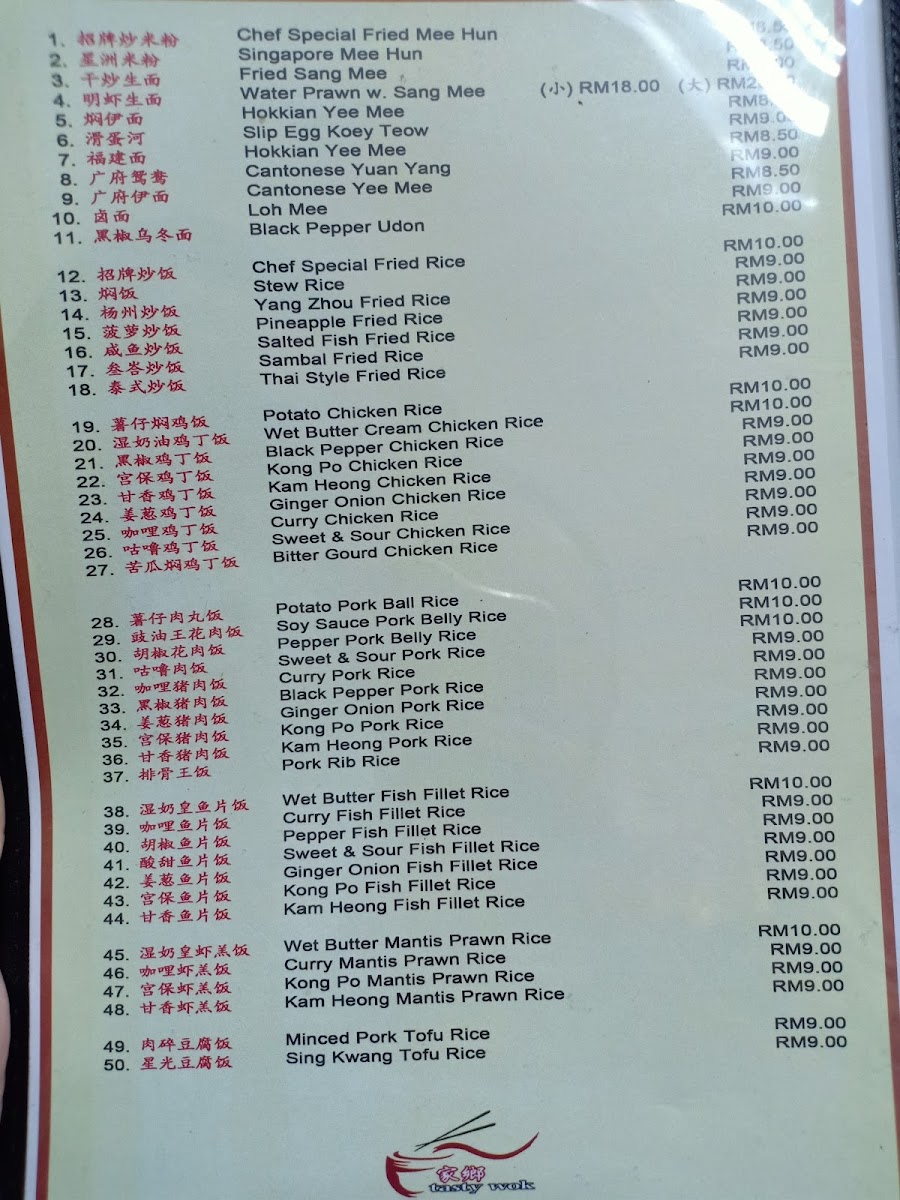 1. 招牌炒米粉 Chef Special Fried Mee Hun
2. 星洲米粉 Singapore Mee Hun
3. 干炒生面 Fried Sang Mee
4. 明虾生面 Water Prawn w. Sang Mee (小) RM18.00 (大)
5. 焖伊面 Hokkian Yee Mee
6. 滑蛋河 Slip Egg Koey Teow RM9.00
7. 福建面 Hokkian Yee Mee RM8.50
8. 广府鸳鸯 Cantonese Yuan Yang RM9.00
9. 广府伊面 Cantonese Yee Mee RM8.50
10. 卤面 Loh Mee RM9.00
11. 黑椒乌冬面 Black Pepper Udon RM10.00
12. 招牌炒饭 Chef Special Fried Rice RM10.00
13. 焖饭 Stew Rice RM9.00
14. 杨州炒饭 Yang Zhou Fried Rice RM9.00
15. 菠萝炒饭 Pineapple Fried Rice RM9.00
16. 咸鱼炒饭 Salted Fish Fried Rice RM9.00
17. 叁峇炒饭 Sambal Fried Rice RM9.00
18. 泰式炒饭 Thai Style Fried Rice RM9.00
19. 薯仔焖鸡饭 Potato Chicken Rice RM10.00
20. 湿奶油鸡丁饭 Wet Butter Cream Chicken Rice RM10.00
21. 黑椒鸡丁饭 Black Pepper Chicken Rice RM9.00
22. 宫保鸡丁饭 Kong Po Chicken Rice RM9.00
23. 甘香鸡丁饭 Kam Heong Chicken Rice RM9.00
24. 姜葱鸡丁饭 Ginger Onion Chicken Rice RM9.00
25. 咖哩鸡丁饭 Curry Chicken Rice RM9.00
26. 咕噜鸡丁饭 Sweet & Sour Chicken Rice RM9.00
27. 苦瓜焖鸡丁饭 Bitter Gourd Chicken Rice RM9.00
28. 薯仔肉丸饭 Potato Pork Ball Rice RM10.00
29. 豉油王花肉饭 Soy Sauce Pork Belly Rice RM10.00
30. 胡椒花肉饭 Pepper Pork Belly Rice RM10.00
31. 咕噜肉饭 Sweet & Sour Pork Rice RM9.00
32. 咖哩猪肉饭 Curry Pork Rice RM9.00
33. 黑椒猪肉饭 Black Pepper Pork Rice RM9.00
34. 姜葱猪肉饭 Ginger Onion Pork Rice RM9.00
35. 宫保猪肉饭 Kong Po Pork Rice RM9.00
36. 甘香猪肉饭 Kam Heong Pork Rice RM9.00
37. 排骨王饭 Pork Rib Rice RM9.00
38. 湿奶皇鱼片饭 Wet Butter Fish Fillet Rice RM10.00
39. 咖哩鱼片饭 Curry Fish Fillet Rice RM9.00
40. 胡椒鱼片饭 Pepper Fish Fillet Rice RM9.00
41. 酸甜鱼片饭 Sweet & Sour Fish Fillet Rice RM9.00
42. 姜葱鱼片饭 Ginger Onion Fish Fillet Rice RM9.00
43. 宫保鱼片饭 Kong Po Fish Fillet Rice RM9.00
44. 甘香鱼片饭 Kam Heong Fish Fillet Rice RM9.00
45. 湿奶皇虾羔饭 Wet Butter Mantis Prawn Rice RM10.00
46. 咖哩虾羔饭 Curry Mantis Prawn Rice RM9.00
47. 宫保虾羔饭 Kong Po Mantis Prawn Rice RM9.00
48. 甘香虾羔饭 Kam Heong Mantis Prawn Rice RM9.00
49. 肉碎豆腐饭 Minced Pork Tofu Rice RM9.00
50. 星光豆腐饭 Sing Kwang Tofu Rice RM9.00
家鄉
tasty wok